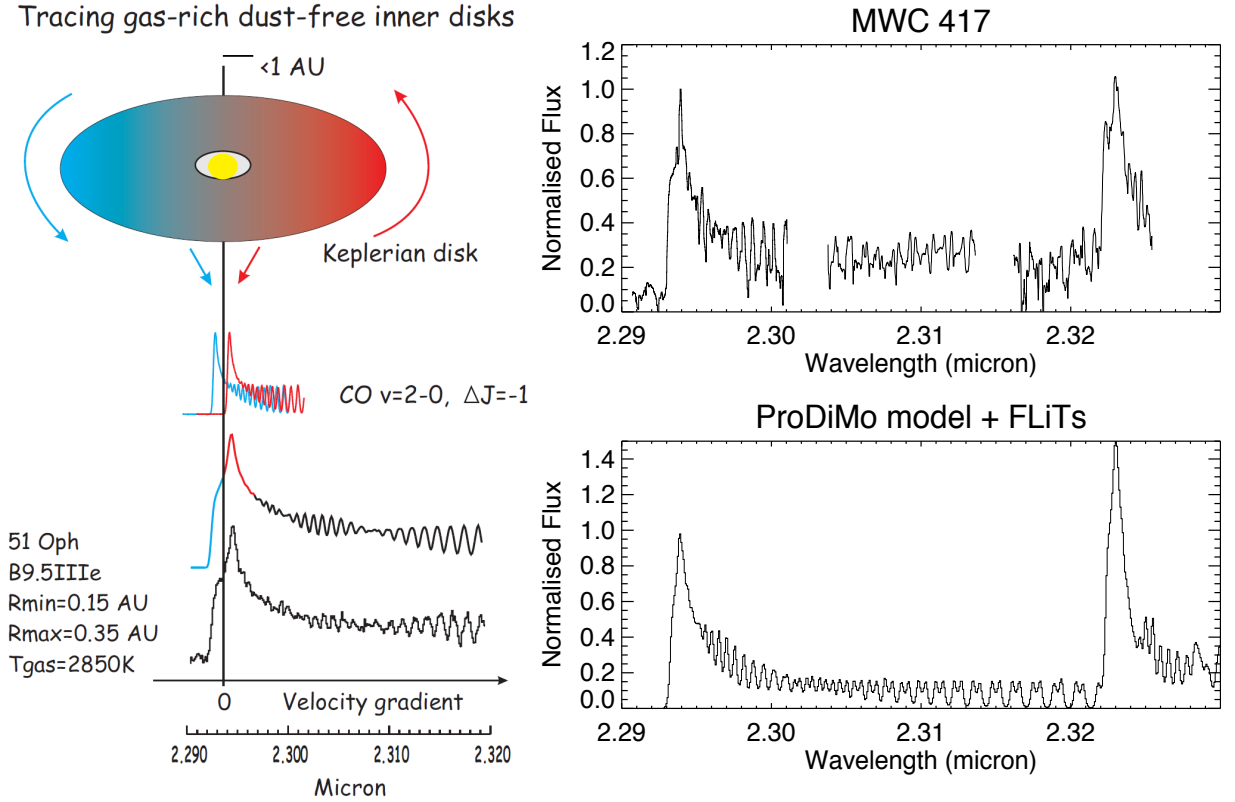 Tracing gas-rich dust-free inner disks
<1 AU
Keplerian disk
CO v=2-0, △J=-1
51 Oph
B9.5IIIe
Rmin=0.15 AU
Rmax=0.35 AU
Tgas=2850K
0
Velocity gradient
2.290 2.300 2.310 2.320
Micron
MWC 417
Normalised Flux
1.2
1.0
0.8
0.6
0.4
0.2
0.0
2.29 2.30 2.31 2.32
Wavelength (micron)
ProDiMo model + FLiTs
Normalised Flux
1.4
1.2
1.0
0.8
0.6
0.4
0.2
0.0
2.29 2.30 2.31 2.32
Wavelength (micron)